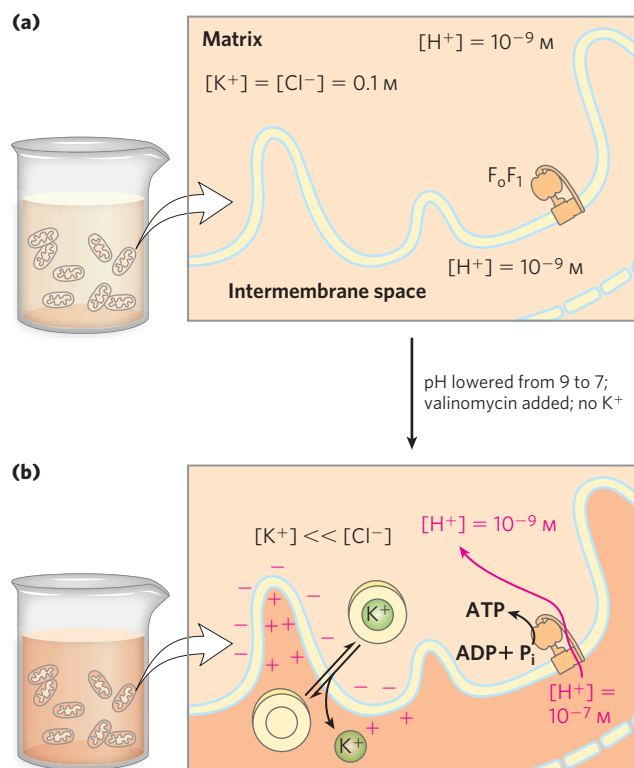 (a)
Matrix
[H⁺] = 10⁻⁹ M
[K⁺] = [Cl⁻] = 0.1 M
FₒF₁
[H⁺] = 10⁻⁹ M
Intermembrane space
pH lowered from 9 to 7;
valinomycin added; no K⁺
(b)
[H⁺] = 10⁻⁹ M
[K⁺] << [Cl⁻]
K⁺
ATP
ADP + Pᵢ
[H⁺] =
10⁻⁷ M
K⁺